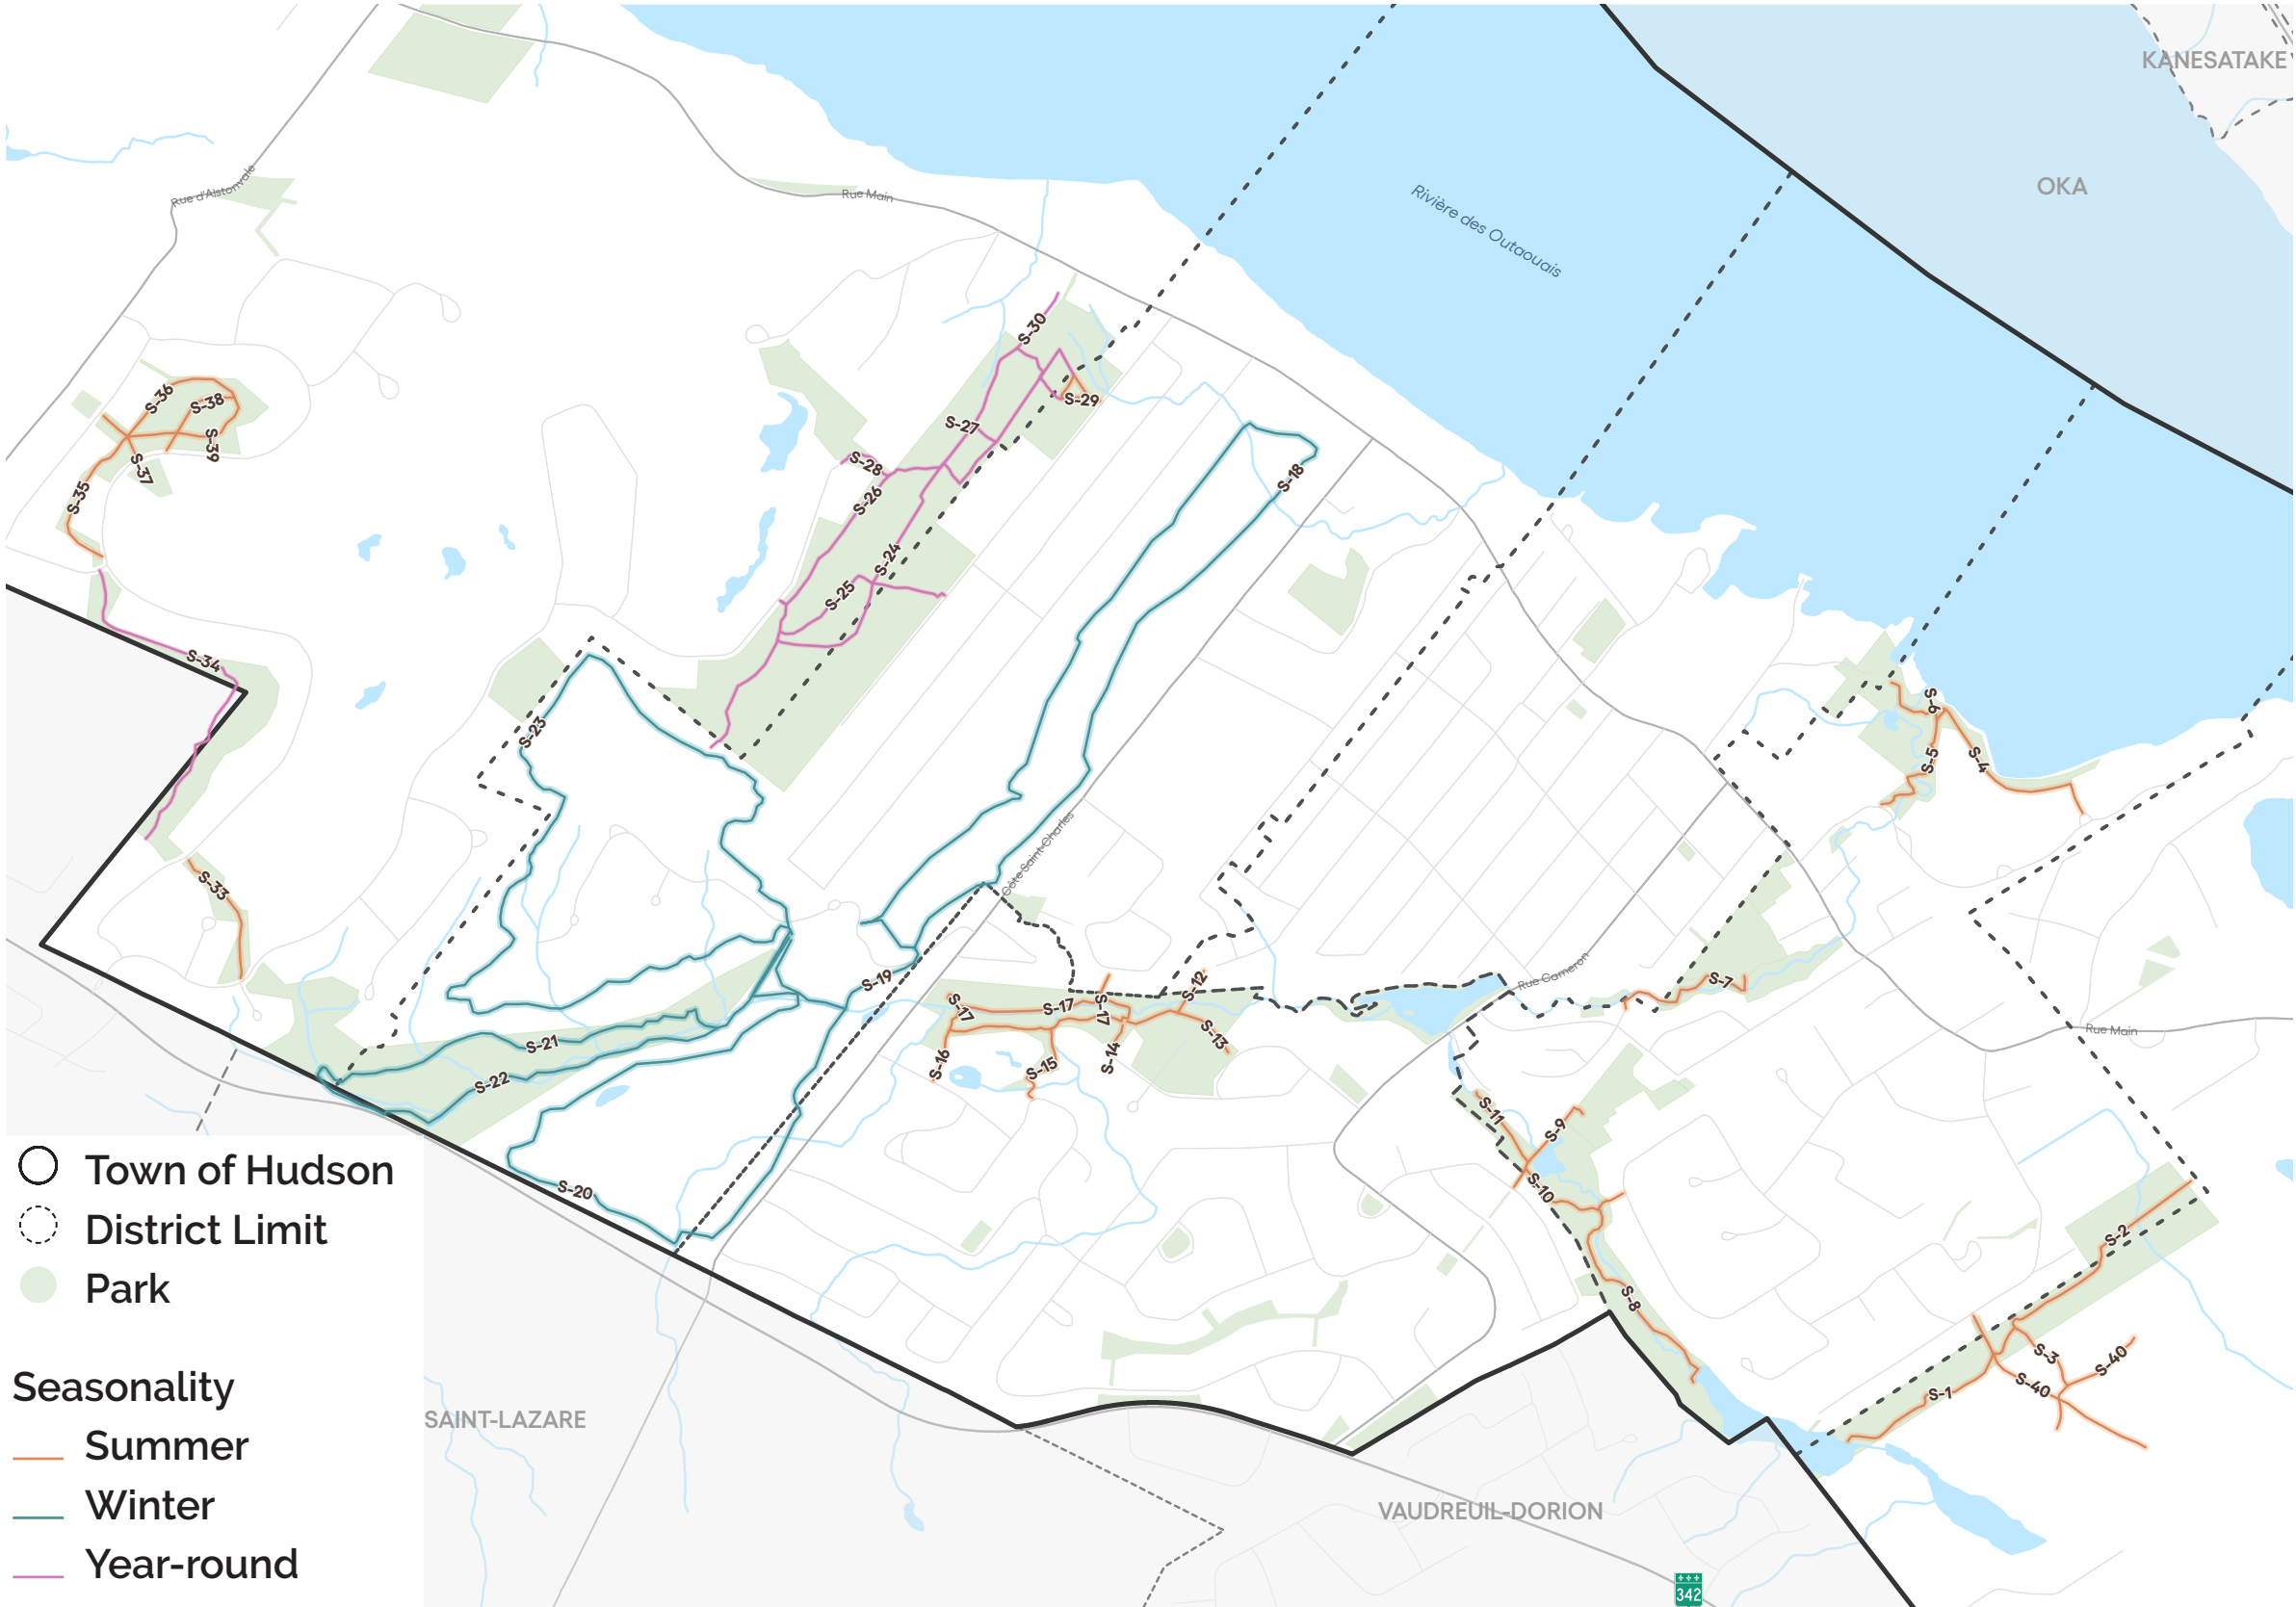 KANESATAKE
OKA
Rue d'Alstonvale
Rue Main
Rivière des Outaouais
S-30
S-36
S-38
S-29
S-27
S-39
S-37
S-28
S-18
S-35
S-26
S-24
S-25
S-34
S-6
S-23
S-5
S-4
Côte Saint-Charles
S-33
Rue Cameron
S-19
S-12
S-7
S-17
S-17
S-17
Rue Main
S-21
S-13
S-16
S-15
S-14
S-22
S-11
S-9
S-10
S-20
S-2
S-8
S-3
S-40
S-40
S-1
Town of Hudson
District Limit
Park
Seasonality
Summer
Winter
Year-round
SAINT-LAZARE
VAUDREUIL-DORION
342